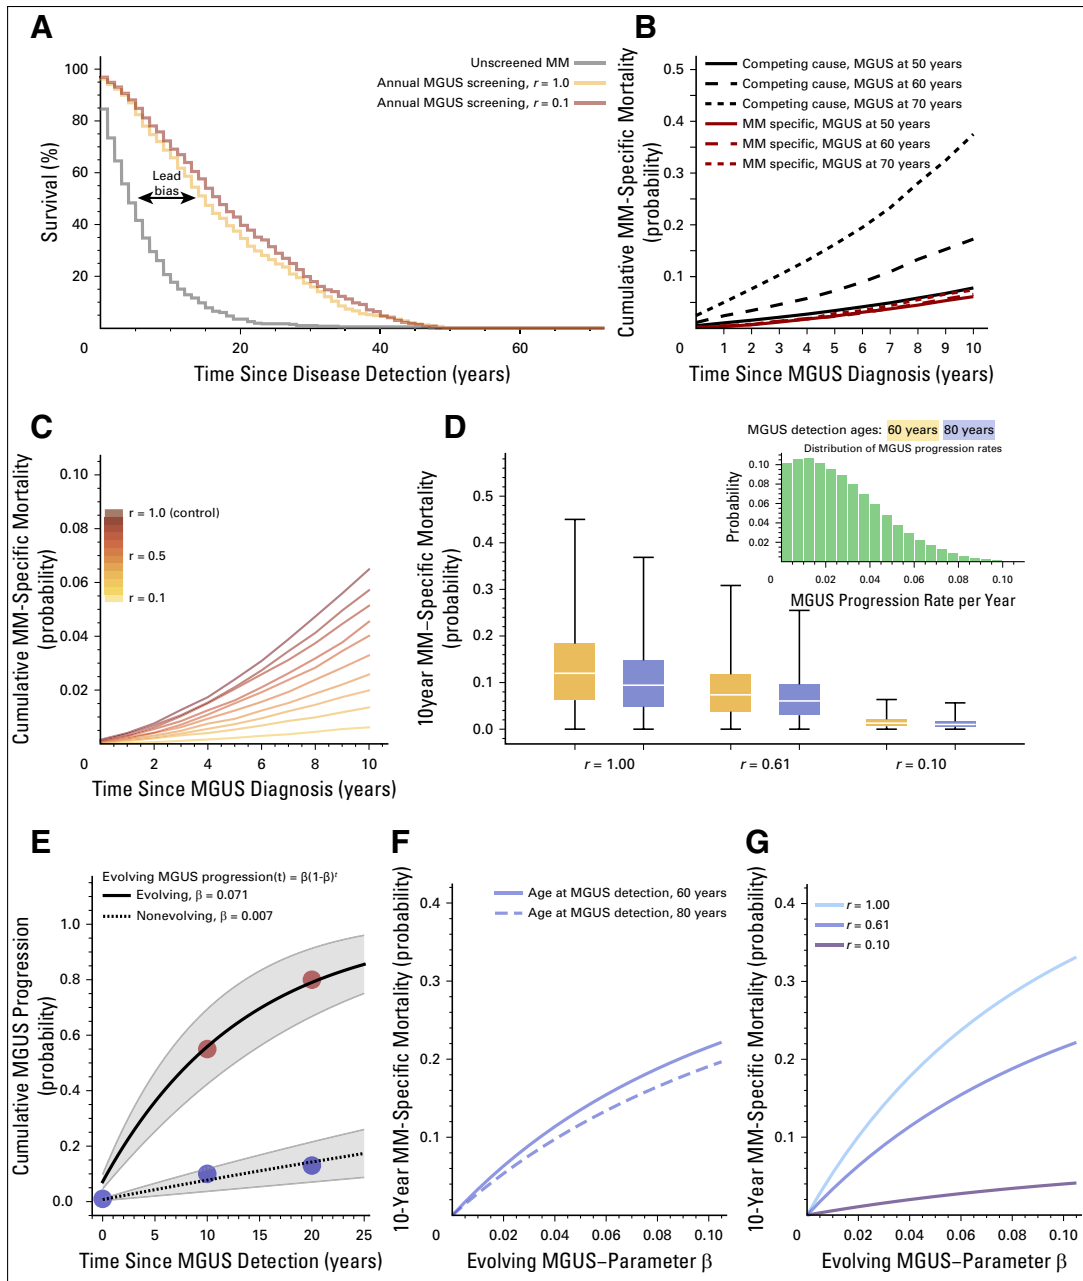 A
Unscreened MM
Annual MGUS screening, r = 1.0
Annual MGUS screening, r = 0.1
Lead
bias
100
80
60
40
20
0
20
40
60
Survival (%)
Time Since Disease Detection (years)
B
Competing cause, MGUS at 50 years
Competing cause, MGUS at 60 years
Competing cause, MGUS at 70 years
MM specific, MGUS at 50 years
MM specific, MGUS at 60 years
MM specific, MGUS at 70 years
0.5
0.4
0.3
0.2
0.1
0
1
2
3
4
5
6
7
8
9
10
Cumulative MM-Specific Mortality
(probability)
Time Since MGUS Diagnosis (years)
C
r = 1.0 (control)
r = 0.5
r = 0.1
0.10
0.08
0.06
0.04
0.02
0
2
4
6
8
10
Cumulative MM-Specific Mortality
(probability)
Time Since MGUS Diagnosis (years)
D
MGUS detection ages: 60 years 80 years
Distribution of MGUS progression rates
0.10
0.08
0.06
0.04
0.02
Probability
0.02
0.04
0.06
0.08
0.10
MGUS Progression Rate per Year
0.5
0.4
0.3
0.2
0.1
0.0
10year MM–Specific Mortality
(probability)
r = 1.00
r = 0.61
r = 0.10
E
Evolving MGUS progression(t) = β(1-β)t
Evolving, β = 0.071
Nonevolving, β = 0.007
1.0
0.8
0.6
0.4
0.2
0.0
0
5
10
15
20
25
Cumulative MGUS Progression
(probability)
Time Since MGUS Detection (years)
F
Age at MGUS detection, 60 years
Age at MGUS detection, 80 years
0.4
0.3
0.2
0.1
0
0.02
0.04
0.06
0.08
0.10
10-Year MM-Specific Mortality (probability)
Evolving MGUS–Parameter β
G
r = 1.00
r = 0.61
r = 0.10
0.4
0.3
0.2
0.1
0
0.02
0.04
0.06
0.08
0.10
10-Year MM-Specific Mortality (probability)
Evolving MGUS–Parameter β